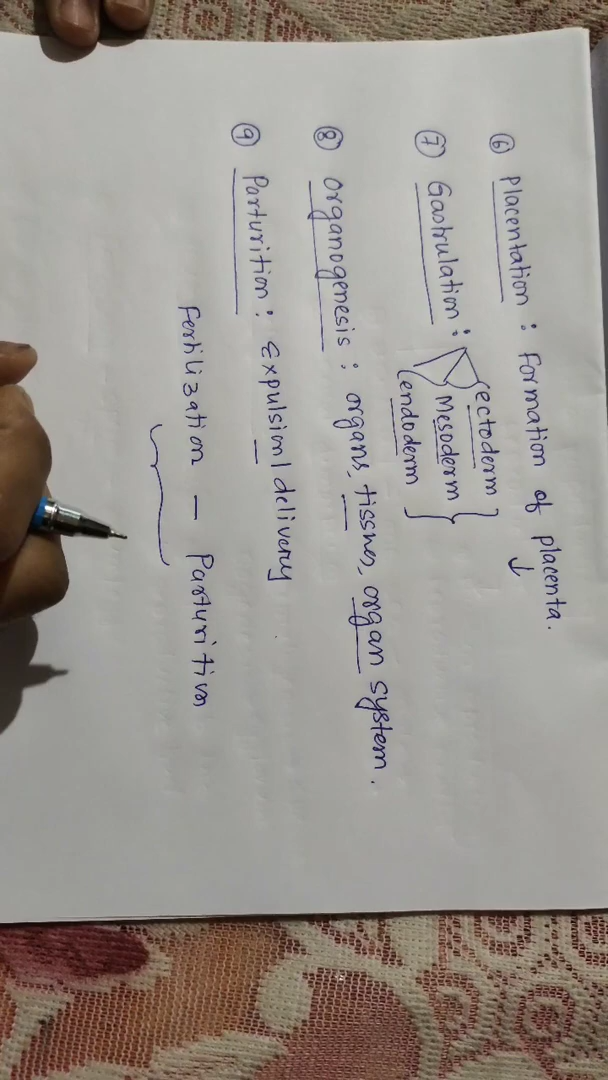 ⑥ Placentation : Formation of placenta.
⑦ Gastrulation : ectoderm
Mesoderm
endoderm
⑧ Organogenesis : organs, tissues, organ system.
⑨ Parturition : Expulsion / delivery
Fertilization - Parturition